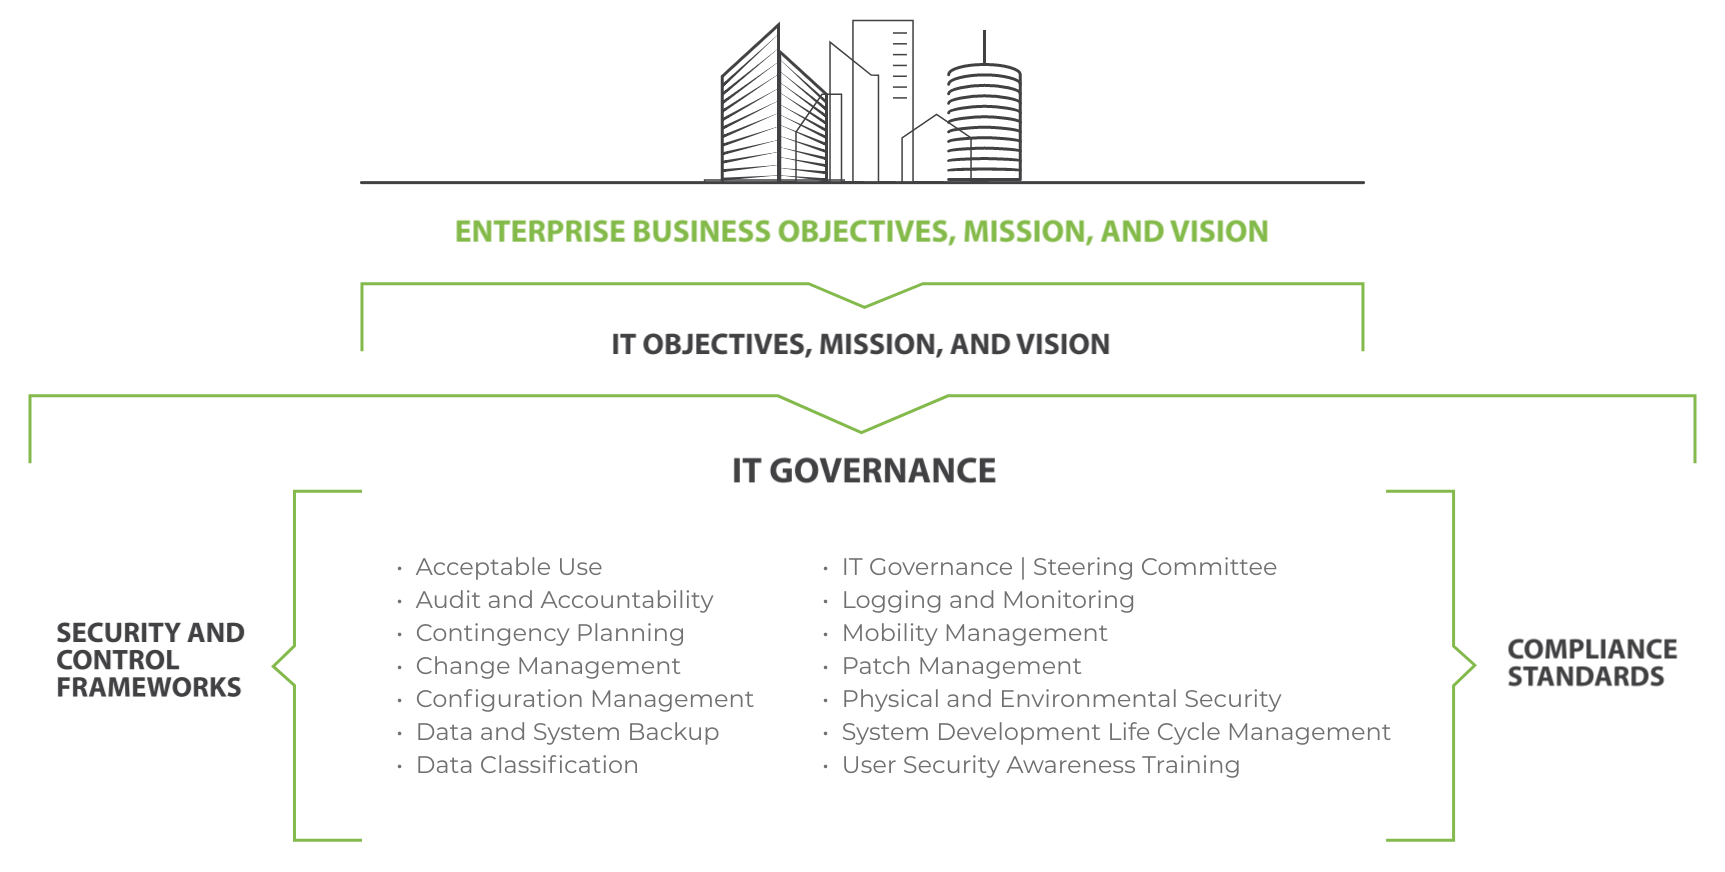 ENTERPRISE BUSINESS OBJECTIVES, MISSION, AND VISION
IT OBJECTIVES, MISSION, AND VISION
IT GOVERNANCE
SECURITY AND
CONTROL
FRAMEWORKS
• Acceptable Use
• Audit and Accountability
• Contingency Planning
• Change Management
• Configuration Management
• Data and System Backup
• Data Classification
• IT Governance | Steering Committee
• Logging and Monitoring
• Mobility Management
• Patch Management
• Physical and Environmental Security
• System Development Life Cycle Management
• User Security Awareness Training
COMPLIANCE
STANDARDS